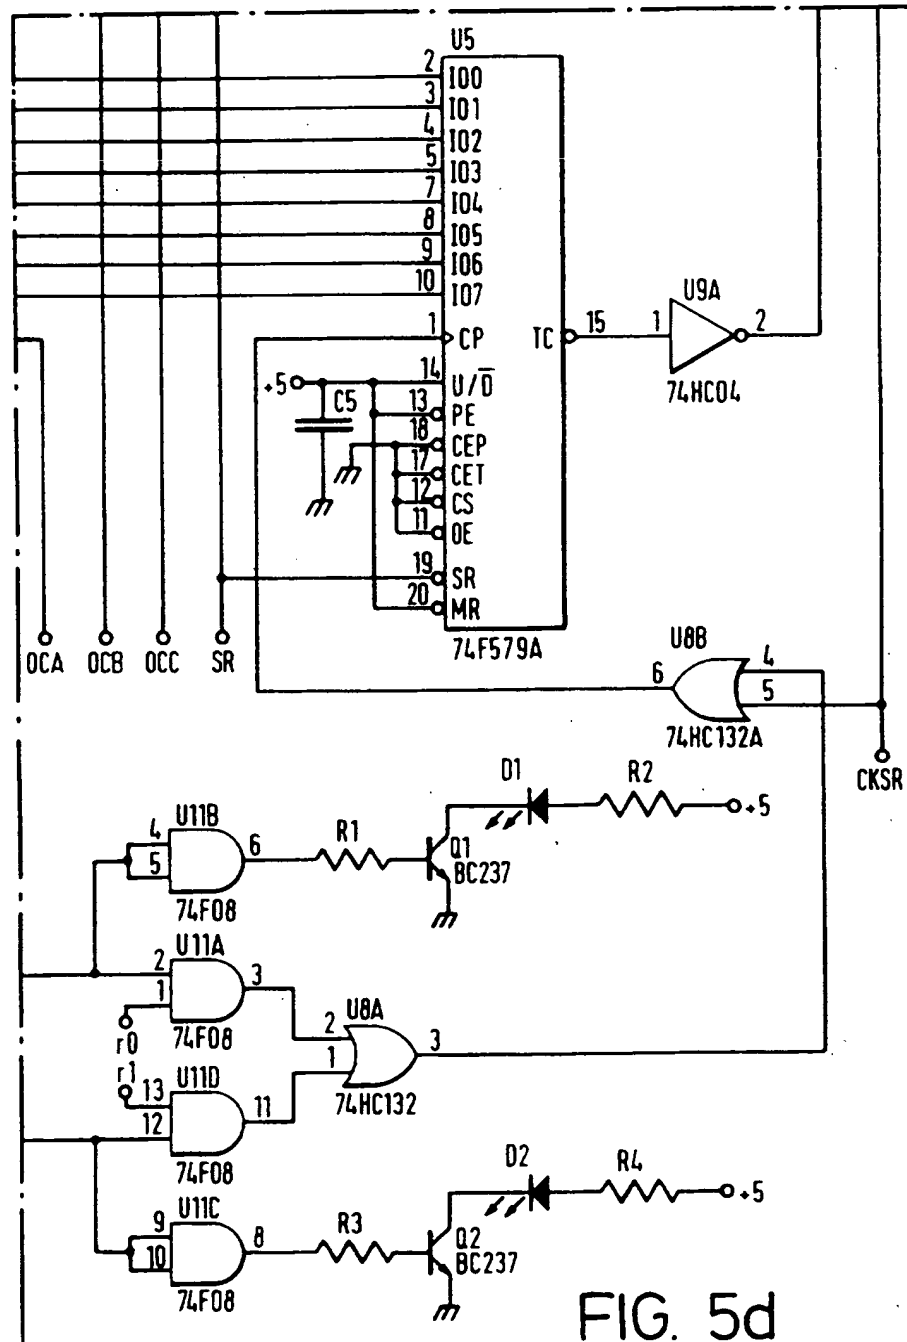 U5
2 IO0
3 IO1
4 IO2
5 IO3
7 IO4
8 IO5
9 IO6
10 IO7
1 CP
TC 15
1 U9A 2
74HC04
+5
C5
14 U/D̅
13 PE
18 CEP
17 CET
12 CS
11 OE
19 SR
20 MR
74F579A
OCA OCB OCC SR
U8B
6 4
5
74HC132A
CKSR
D1 R2
+5
U11B
4 6
5
74F08
R1
Q1
BC237
U11A
2 3
1
74F08
r0
r1
U8A
2 3
1
74HC132
U11D
13 11
12
74F08
D2 R4
+5
U11C
9 8
10
74F08
R3
Q2
BC237
FIG. 5d